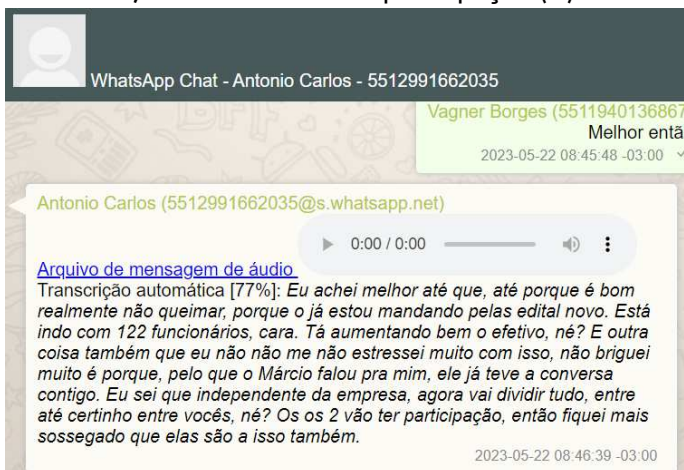 WhatsApp Chat - Antonio Carlos - 5512991662035
Vagner Borges (5511940136867
Melhor entã
2023-05-22 08:45:48 -03:00
Antonio Carlos (5512991662035@s.whatsapp.net)
0:00 / 0:00
Arquivo de mensagem de áudio
Transcrição automática [77%]: Eu achei melhor até que, até porque é bom
realmente não queimar, porque o já estou mandando pelas edital novo. Está
indo com 122 funcionários, cara. Tá aumentando bem o efetivo, né? E outra
coisa também que eu não não me não estressei muito com isso, não briguei
muito é porque, pelo que o Márcio falou pra mim, ele já teve a conversa
contigo. Eu sei que independente da empresa, agora vai dividir tudo, entre
até certinho entre vocês, né? Os os 2 vão ter participação, então fiquei mais
sossegado que elas são a isso também.
2023-05-22 08:46:39 -03:00